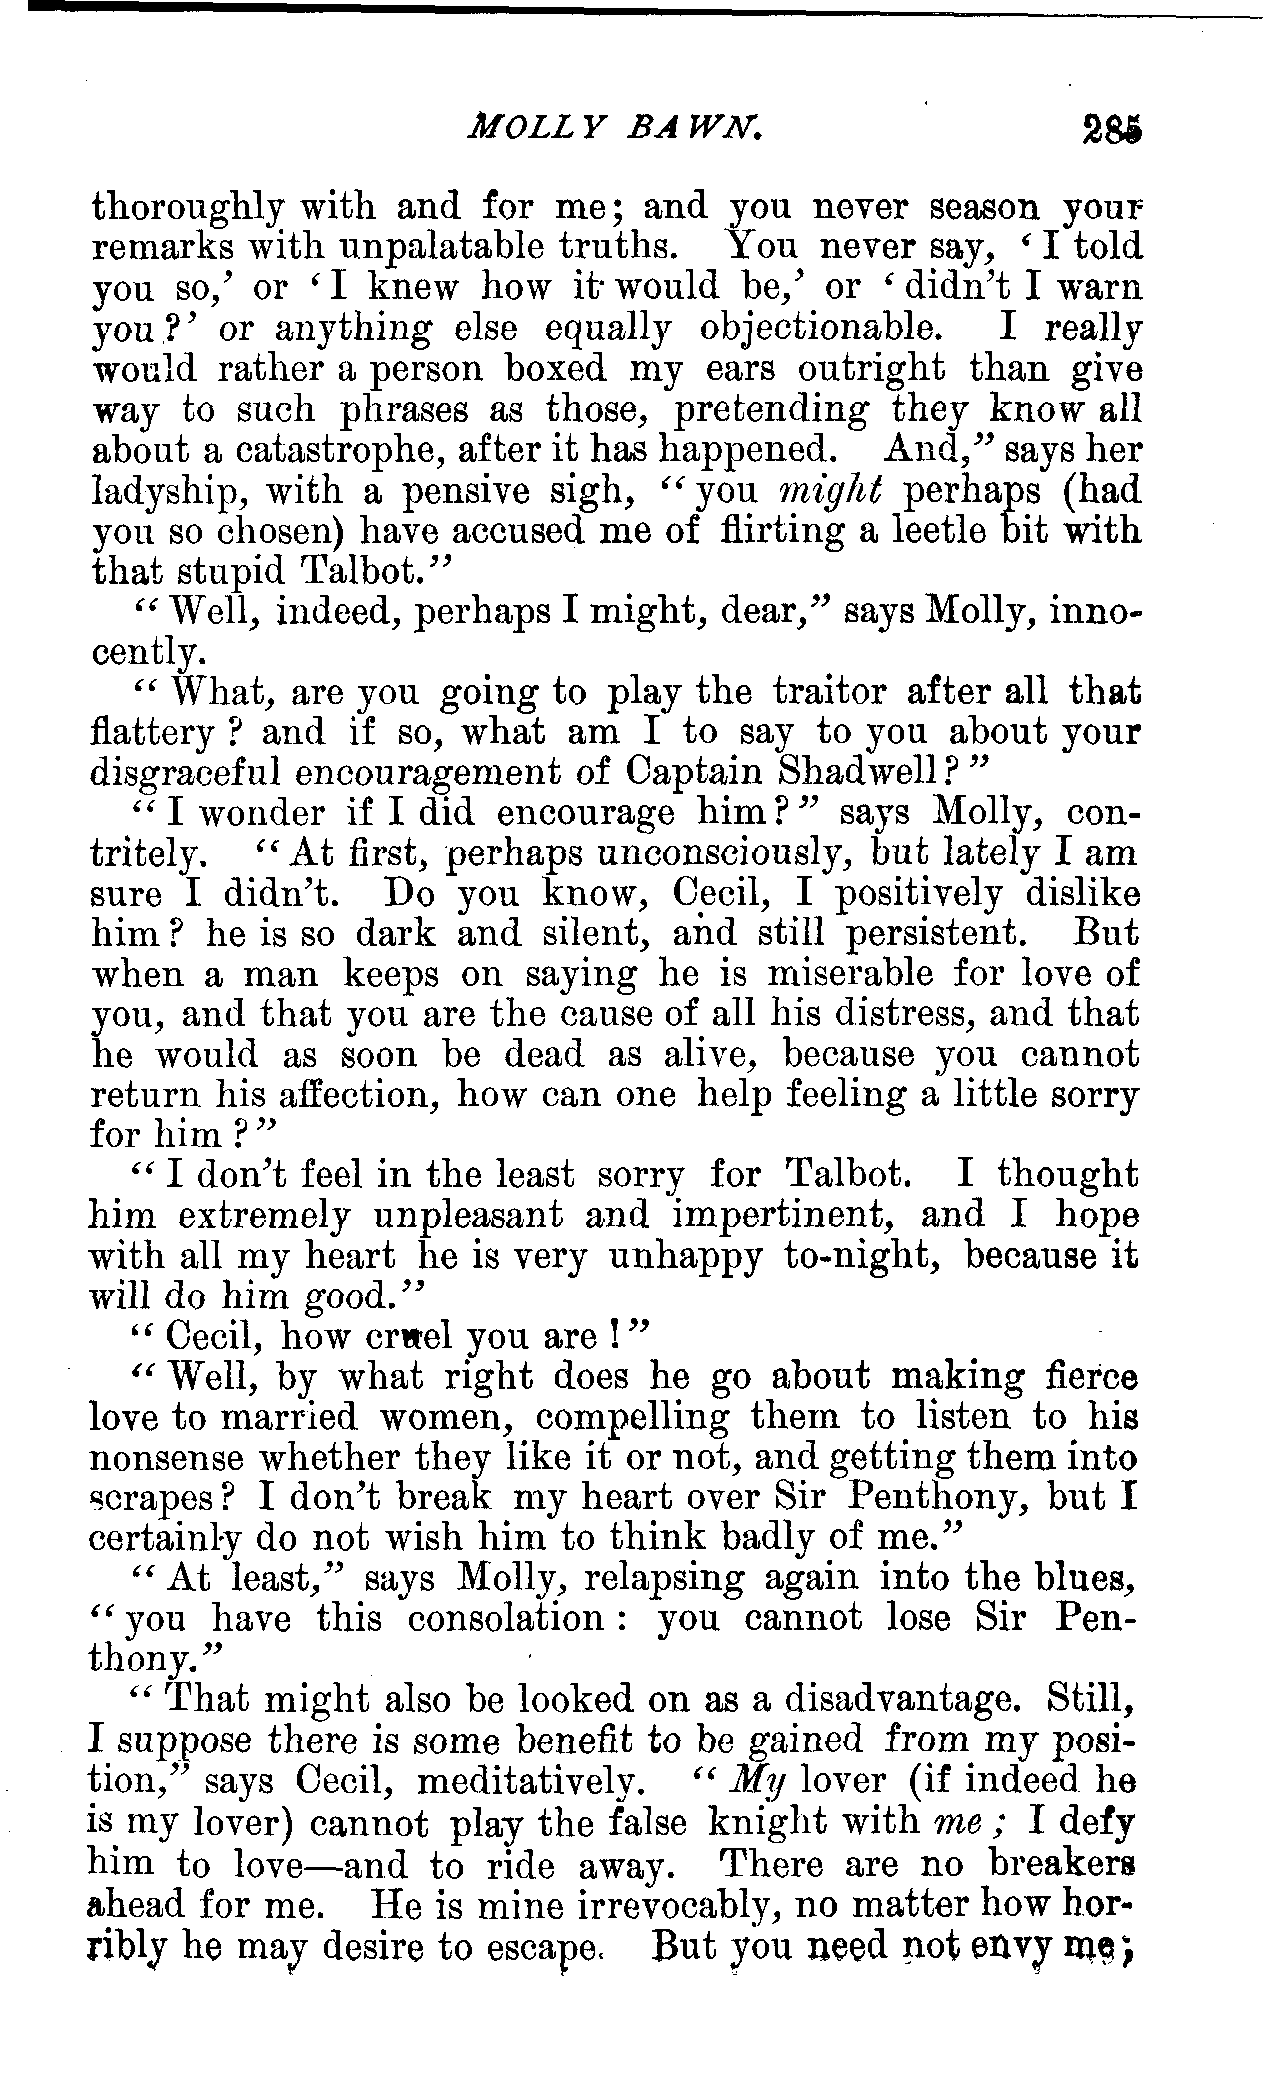 MOLLY BAWN. 285
thoroughly with and for me; and you never season your
remarks with unpalatable truths. You never say, ‘I told
you so,’ or ‘I knew how it would be,’ or ‘didn’t I warn
you?’ or anything else equally objectionable. I really
would rather a person boxed my ears outright than give
way to such phrases as those, pretending they know all
about a catastrophe, after it has happened. And,” says her
ladyship, with a pensive sigh, “you might perhaps (had
you so chosen) have accused me of flirting a leetle bit with
that stupid Talbot.”
“Well, indeed, perhaps I might, dear,” says Molly, inno-
cently.
“What, are you going to play the traitor after all that
flattery? and if so, what am I to say to you about your
disgraceful encouragement of Captain Shadwell?”
“I wonder if I did encourage him?” says Molly, con-
tritely. “At first, perhaps unconsciously, but lately I am
sure I didn’t. Do you know, Cecil, I positively dislike
him? he is so dark and silent, and still persistent. But
when a man keeps on saying he is miserable for love of
you, and that you are the cause of all his distress, and that
he would as soon be dead as alive, because you cannot
return his affection, how can one help feeling a little sorry
for him?”
“I don’t feel in the least sorry for Talbot. I thought
him extremely unpleasant and impertinent, and I hope
with all my heart he is very unhappy to-night, because it
will do him good.”
“Cecil, how cruel you are!”
“Well, by what right does he go about making fierce
love to married women, compelling them to listen to his
nonsense whether they like it or not, and getting them into
scrapes? I don’t break my heart over Sir Penthony, but I
certainly do not wish him to think badly of me.”
“At least,” says Molly, relapsing again into the blues,
“you have this consolation: you cannot lose Sir Pen-
thony.”
“That might also be looked on as a disadvantage. Still,
I suppose there is some benefit to be gained from my posi-
tion,” says Cecil, meditatively. “My lover (if indeed he
is my lover) cannot play the false knight with me; I defy
him to love—and to ride away. There are no breakers
ahead for me. He is mine irrevocably, no matter how hor-
ribly he may desire to escape. But you need not envy me;